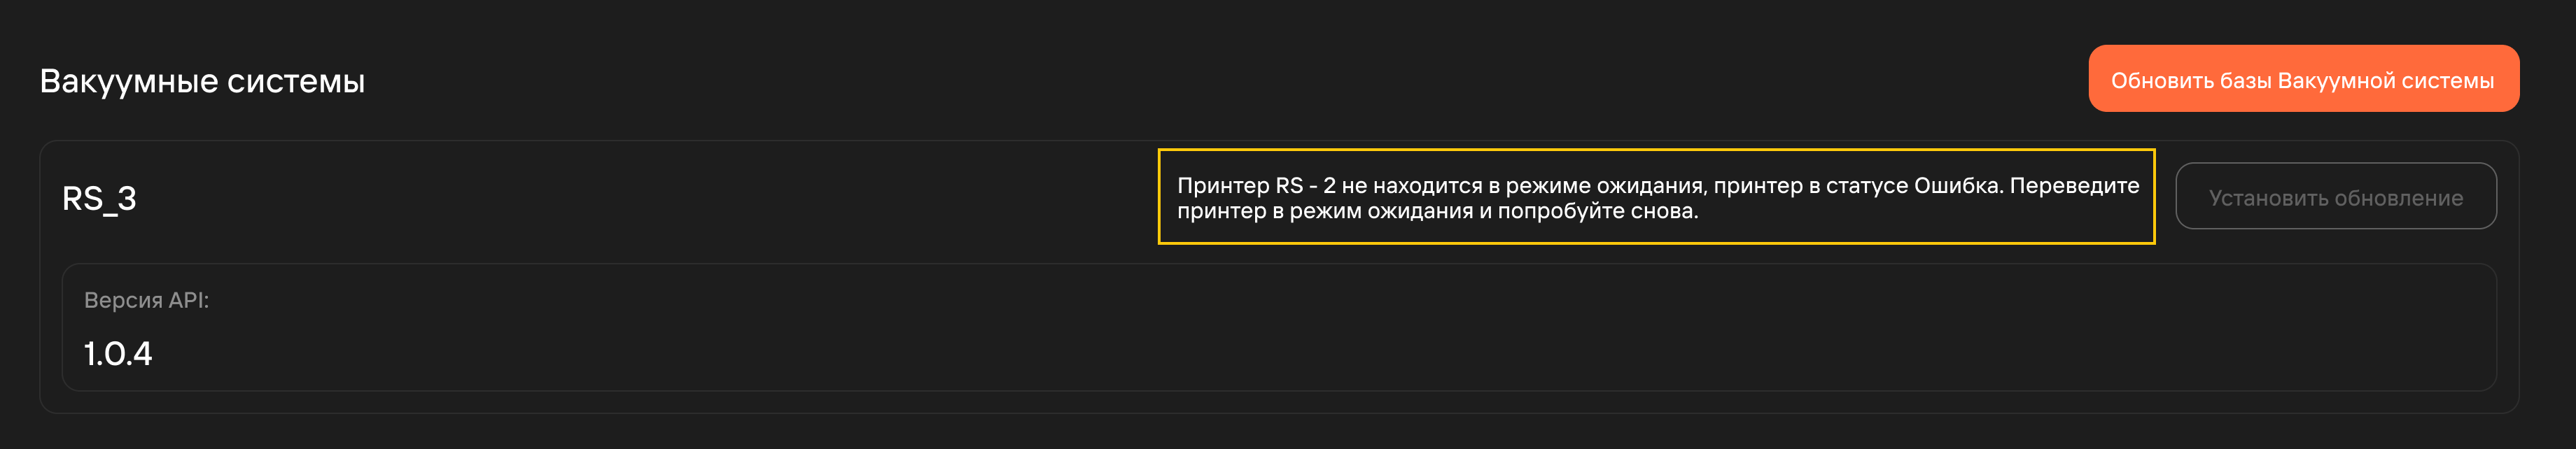 Вакуумные системы
Обновить базы Вакуумной системы
RS_3
Принтер RS - 2 не находится в режиме ожидания, принтер в статусе Ошибка. Переведите
принтер в режим ожидания и попробуйте снова.
Установить обновление
Версия API:
1.0.4